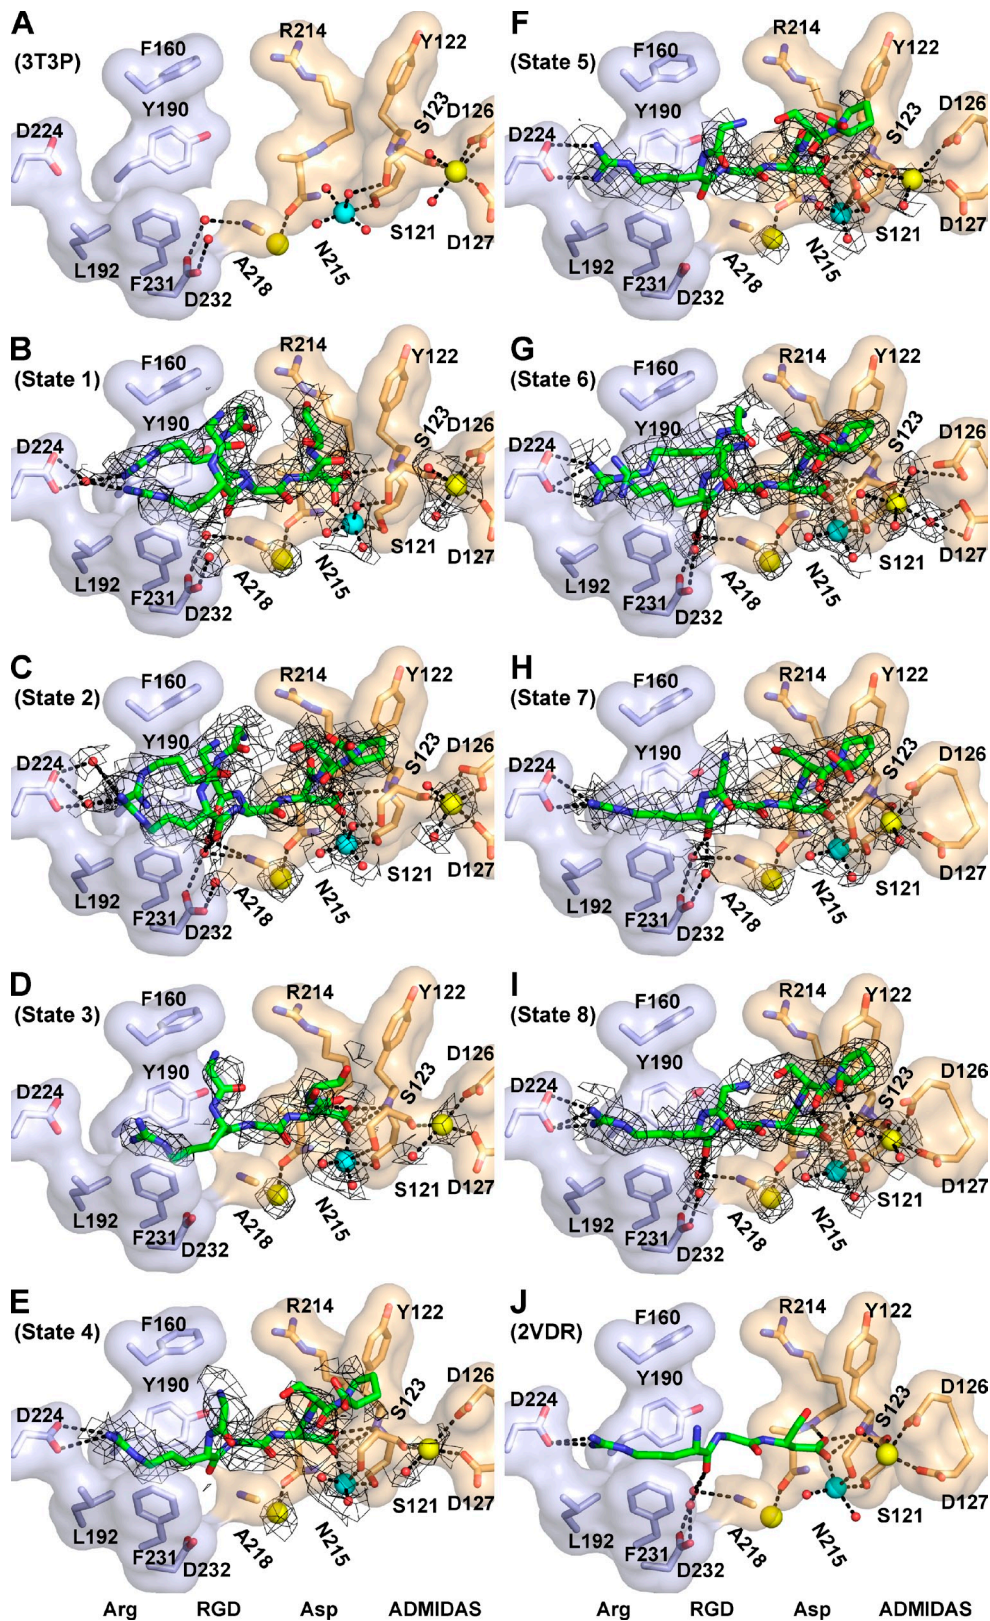 A
(3T3P)
F160
R214
Y122
Y190
S123
D126
D224
L192
F231
D232
A218
N215
S121
D127
B
(State 1)
F160
R214
Y122
Y190
S123
D126
D224
L192
F231
D232
A218
N215
S121
D127
C
(State 2)
F160
R214
Y122
Y190
S123
D126
D224
L192
F231
D232
A218
N215
S121
D127
D
(State 3)
F160
R214
Y122
Y190
S123
D126
D224
L192
F231
D232
A218
N215
S121
D127
E
(State 4)
F160
R214
Y122
Y190
S123
D126
D224
L192
F231
D232
A218
N215
S121
D127
Arg RGD Asp ADMIDAS
F
(State 5)
F160
R214
Y122
Y190
S123
D126
D224
L192
F231
D232
A218
N215
S121
D127
G
(State 6)
F160
R214
Y122
Y190
S123
D126
D224
L192
F231
D232
A218
N215
S121
D127
H
(State 7)
F160
R214
Y122
Y190
S123
D126
D224
L192
F231
D232
A218
N215
S121
D127
I
(State 8)
F160
R214
Y122
Y190
S123
D126
D224
L192
F231
D232
A218
N215
S121
D127
J
(2VDR)
F160
R214
Y122
Y190
S123
D126
D224
L192
F231
D232
A218
N215
S121
D127
Arg RGD Asp ADMIDAS